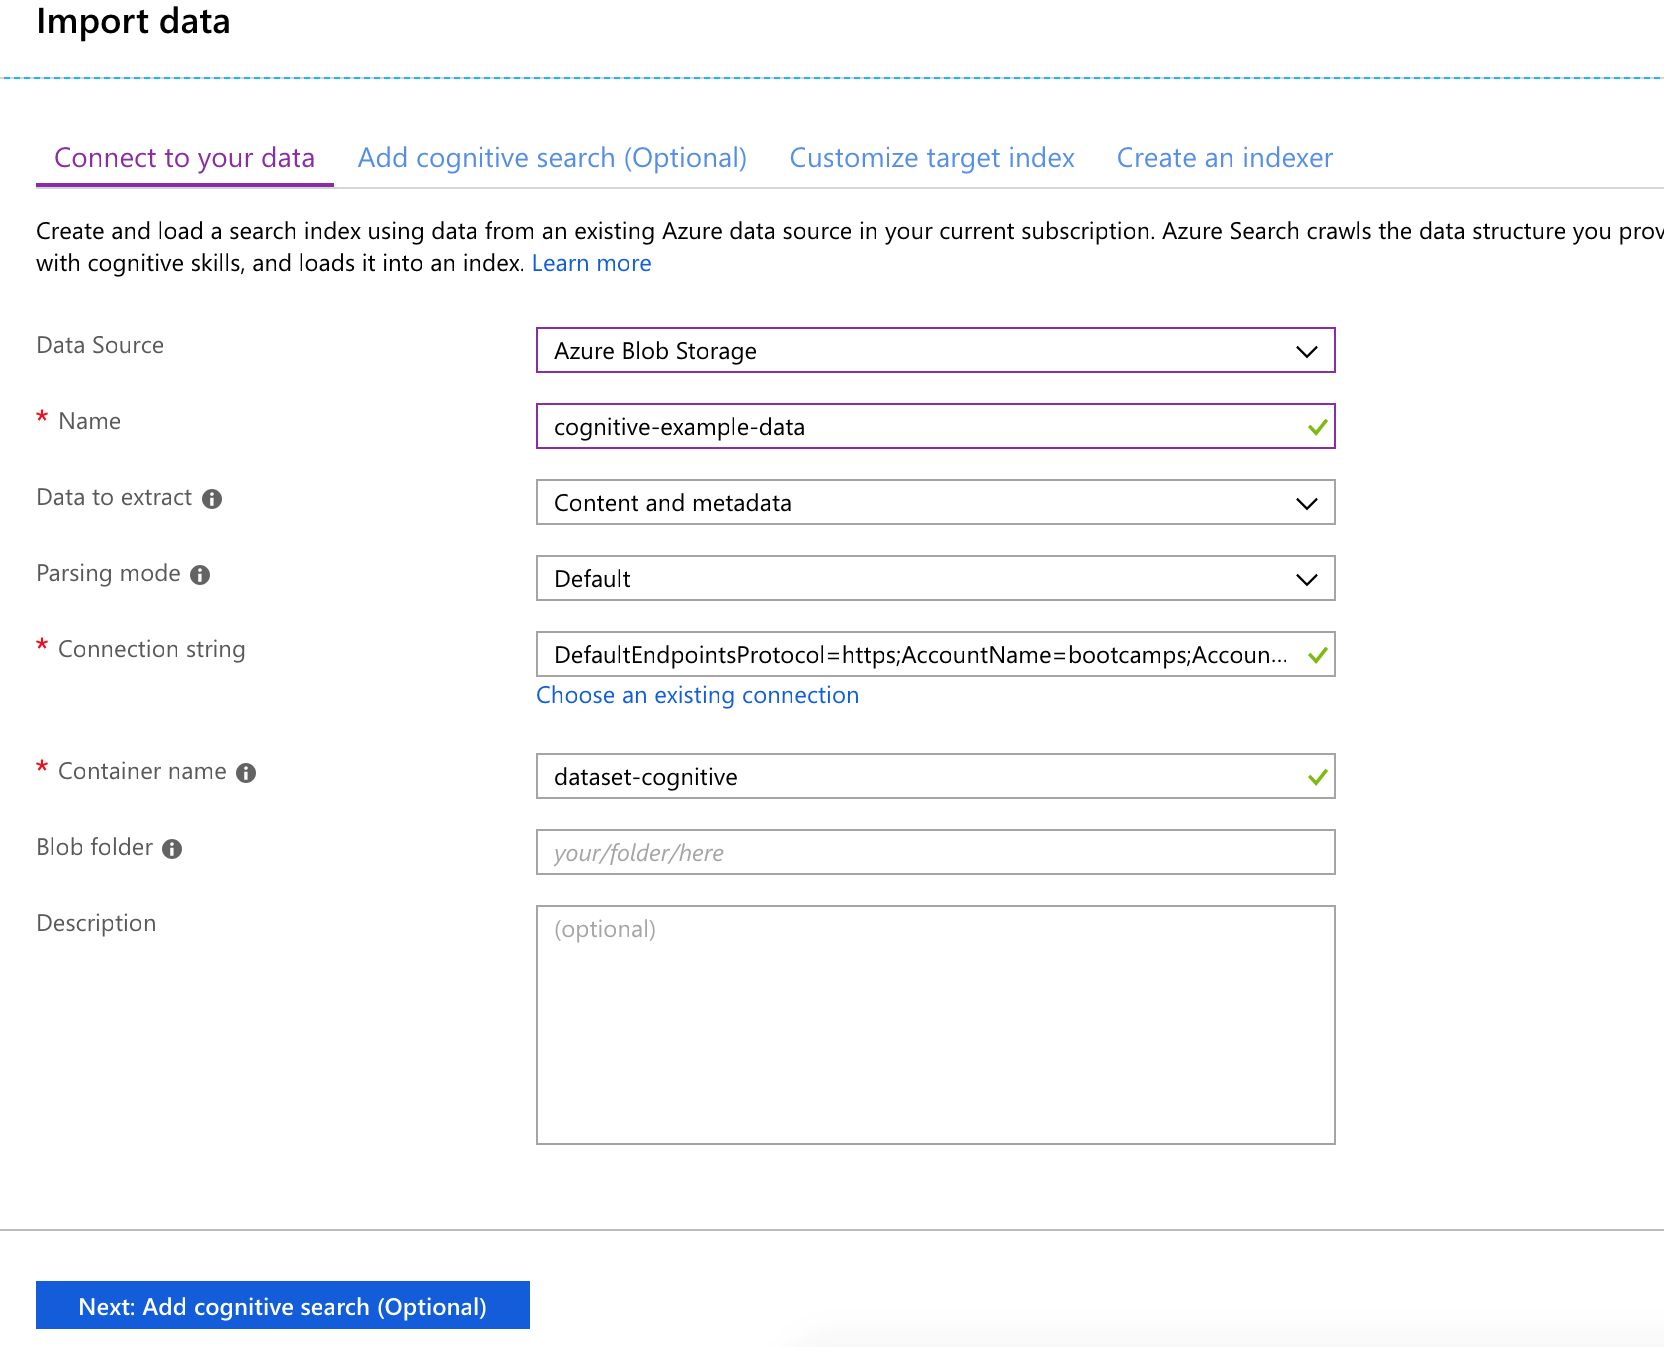 Import data
Connect to your data
Add cognitive search (Optional)
Customize target index
Create an indexer
Create and load a search index using data from an existing Azure data source in your current subscription. Azure Search crawls the data structure you prov
with cognitive skills, and loads it into an index. Learn more
Data Source
Azure Blob Storage
* Name
cognitive-example-data
Data to extract
Content and metadata
Parsing mode
Default
* Connection string
DefaultEndpointsProtocol=https;AccountName=bootcamps;Accoun...
Choose an existing connection
* Container name
dataset-cognitive
Blob folder
your/folder/here
Description
(optional)
Next: Add cognitive search (Optional)